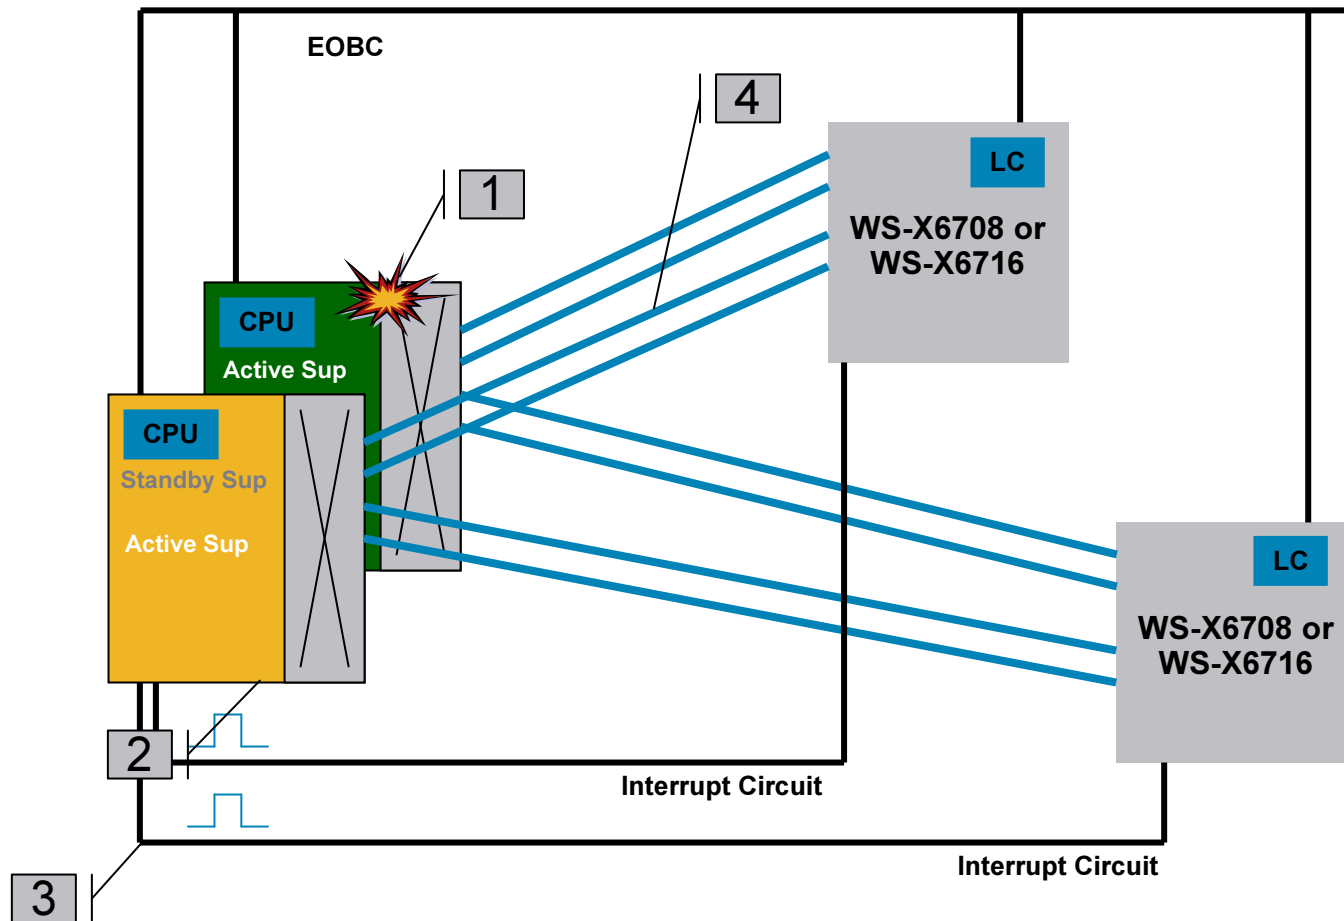 EOBC
4
LC
1
WS-X6708 or
WS-X6716
CPU
Active Sup
CPU
Standby Sup
Active Sup
LC
WS-X6708 or
WS-X6716
2
Interrupt Circuit
Interrupt Circuit
3